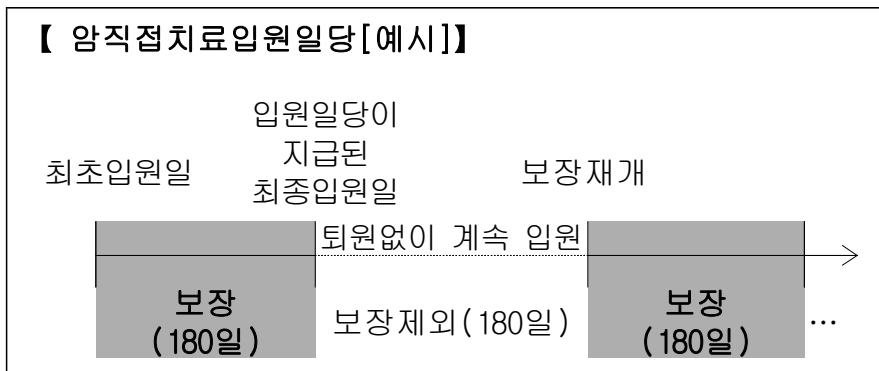 【 암직접치료입원일당[예시]】
최초입원일
입원일당이
지급된
최종입원일
보장재개
퇴원없이 계속 입원
보장
(180일)
보장제외(180일)
보장
(180일)
…